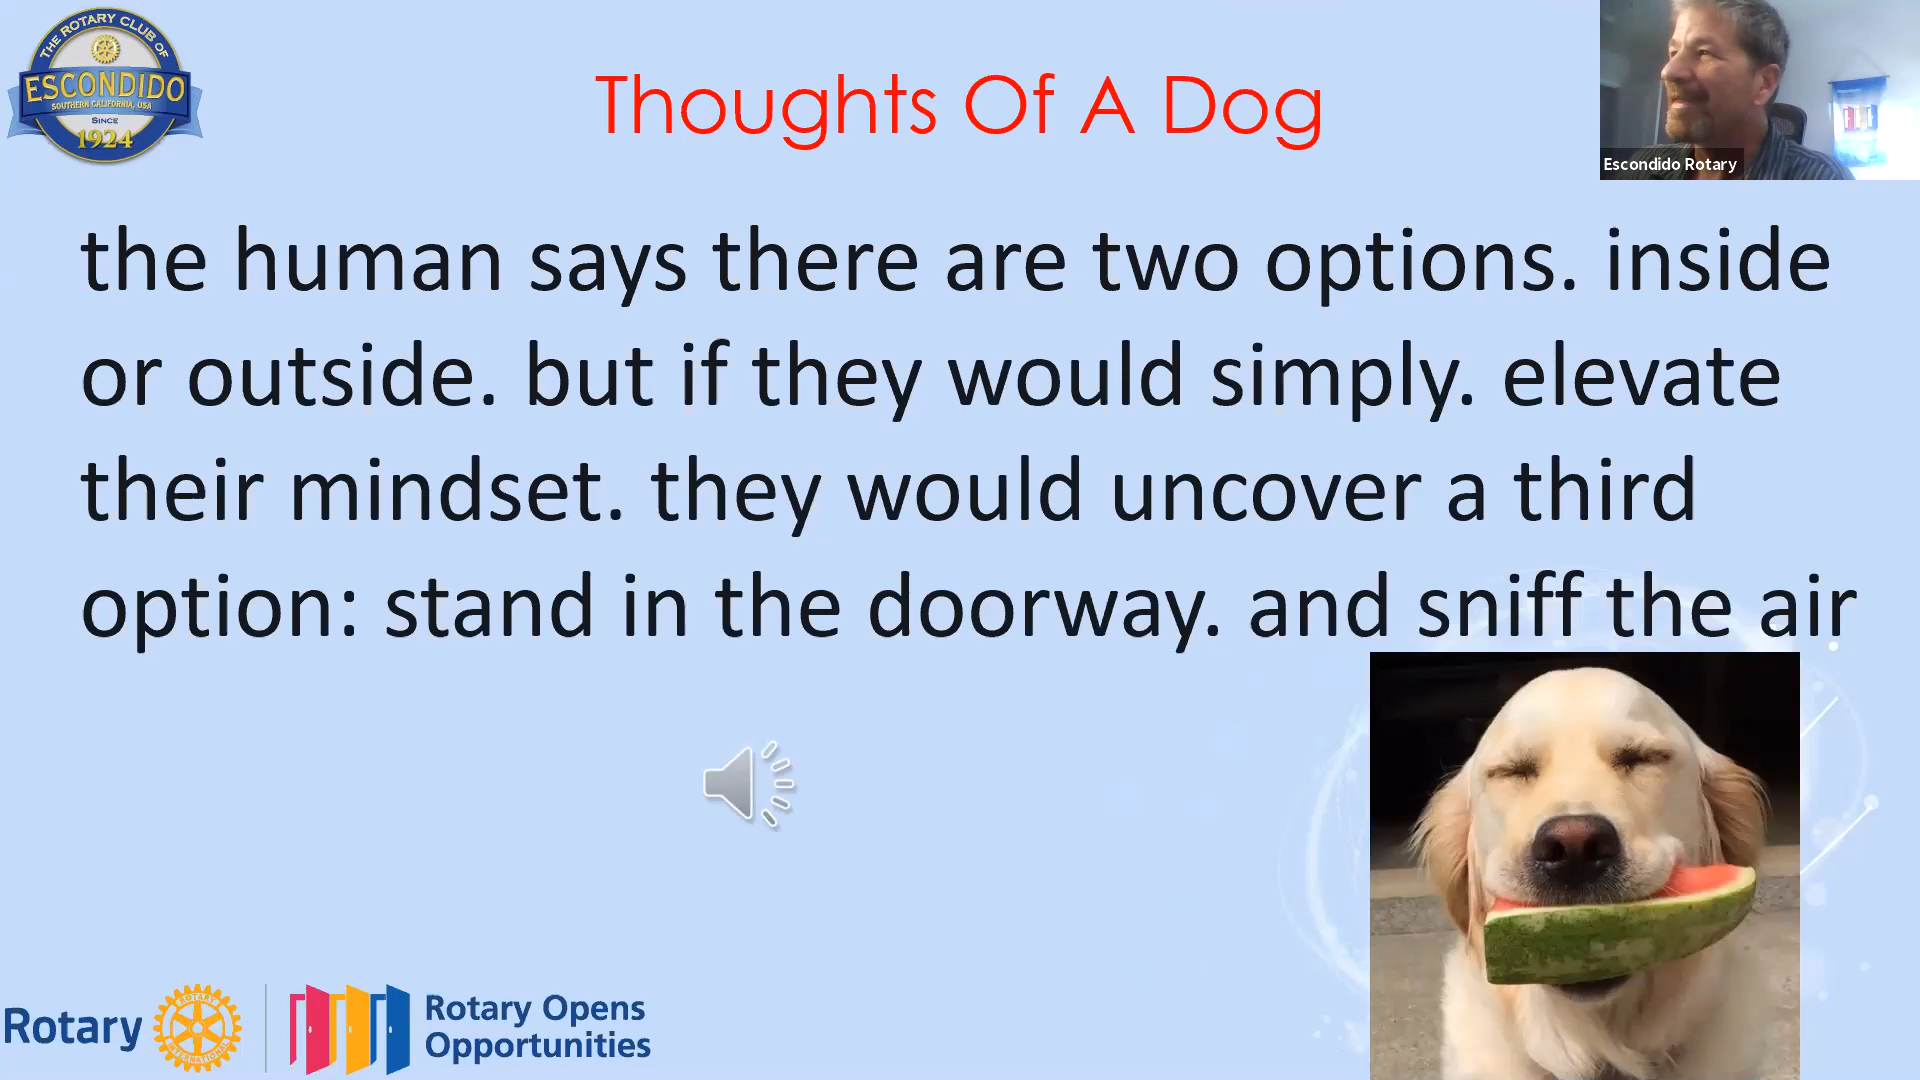 THE ROTARY CLUB OF
ESCONDIDO
SOUTHERN CALIFORNIA, USA
SINCE
1924
Thoughts Of A Dog
Escondido Rotary
the human says there are two options. inside
or outside. but if they would simply. elevate
their mindset. they would uncover a third
option: stand in the doorway. and sniff the air
Rotary
ROTARY
INTERNATIONAL
Rotary Opens
Opportunities